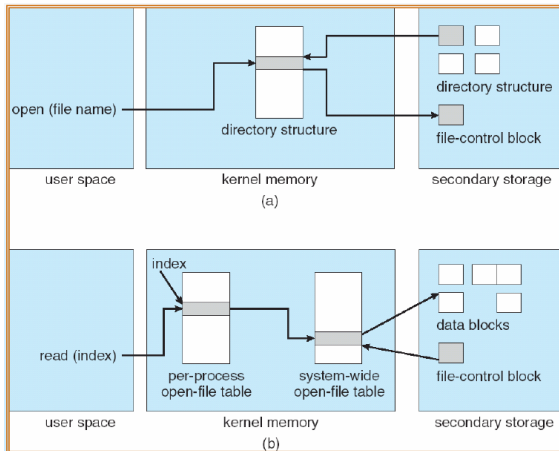 open (file name)
directory structure
directory structure
file-control block
user space
kernel memory
secondary storage
(a)
index
read (index)
per-process
open-file table
system-wide
open-file table
data blocks
file-control block
user space
kernel memory
secondary storage
(b)